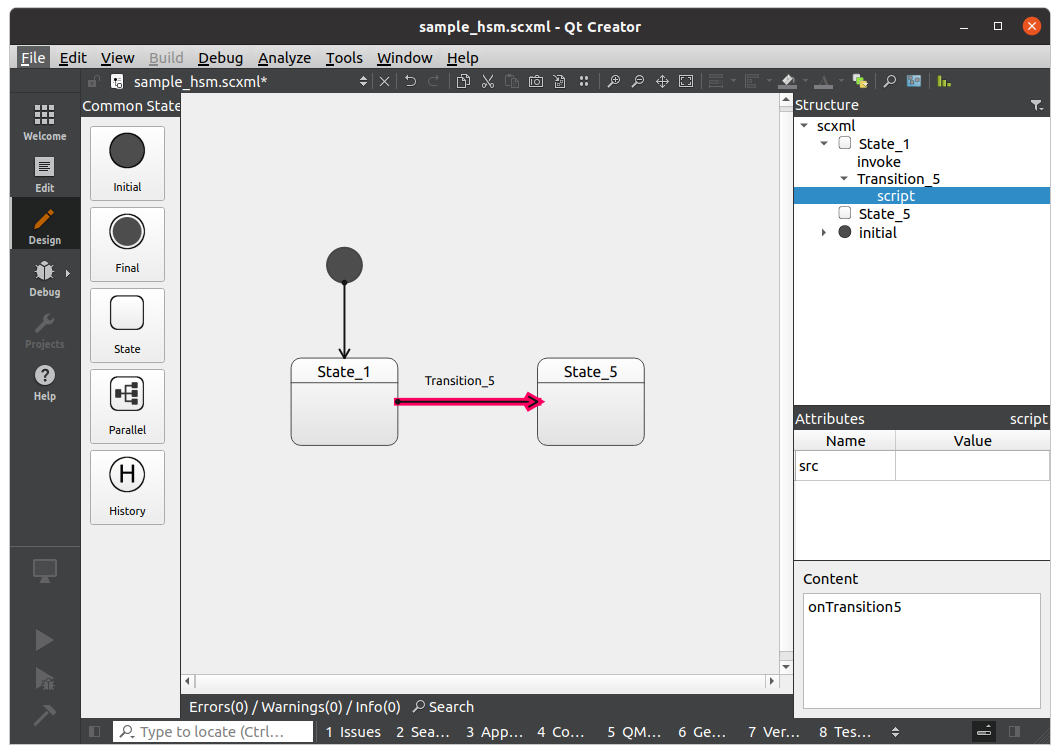 sample_hsm.scxml - Qt Creator
File Edit View Build Debug Analyze Tools Window Help
sample_hsm.scxml*
Welcome
Edit
Design
Debug
Projects
Help
Common State
Initial
Final
State
Parallel
H
History
State_1
Transition_5
State_5
Structure
scxml
State_1
invoke
Transition_5
script
State_5
initial
Attributes script
Name Value
src
Content
onTransition5
Errors(0) / Warnings(0) / Info(0) Search
Type to locate (Ctrl... 1 Issues 2 Sea... 3 App... 4 Co... 5 QM... 6 Ge... 7 Ver... 8 Tes...